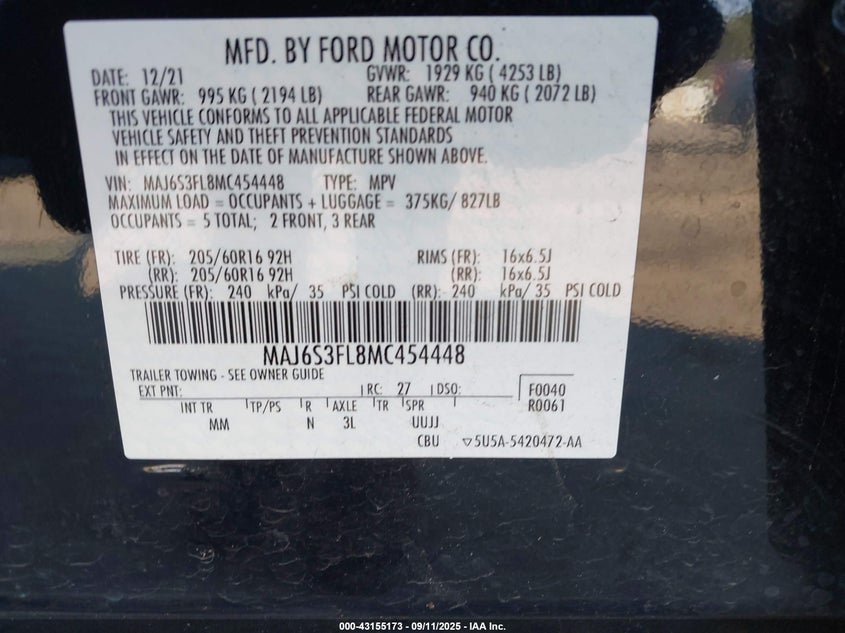 MFD. BY FORD MOTOR CO.
DATE: 12/21 GVWR: 1929 KG ( 4253 LB)
FRONT GAWR: 995 KG ( 2194 LB) REAR GAWR: 940 KG ( 2072 LB)
THIS VEHICLE CONFORMS TO ALL APPLICABLE FEDERAL MOTOR
VEHICLE SAFETY AND THEFT PREVENTION STANDARDS
IN EFFECT ON THE DATE OF MANUFACTURE SHOWN ABOVE.
VIN: MAJ6S3FL8MC454448 TYPE: MPV
MAXIMUM LOAD = OCCUPANTS + LUGGAGE = 375KG/ 827LB
OCCUPANTS = 5 TOTAL; 2 FRONT, 3 REAR
TIRE (FR): 205/60R16 92H RIMS (FR): 16x6.5J
(RR): 205/60R16 92H (RR): 16x6.5J
PRESSURE (FR): 240 kPa/ 35 PSI COLD (RR): 240 kPa/ 35 PSI COLD
MAJ6S3FL8MC454448
TRAILER TOWING - SEE OWNER GUIDE
EXT PNT: RC: 27 DSO: F0040
INT TR TP/PS R AXLE TR SPR R0061
MM N 3L UUJJ
CBU 5U5A-5420472-AA
000-43155173 - 09/11/2025 - IAA Inc.